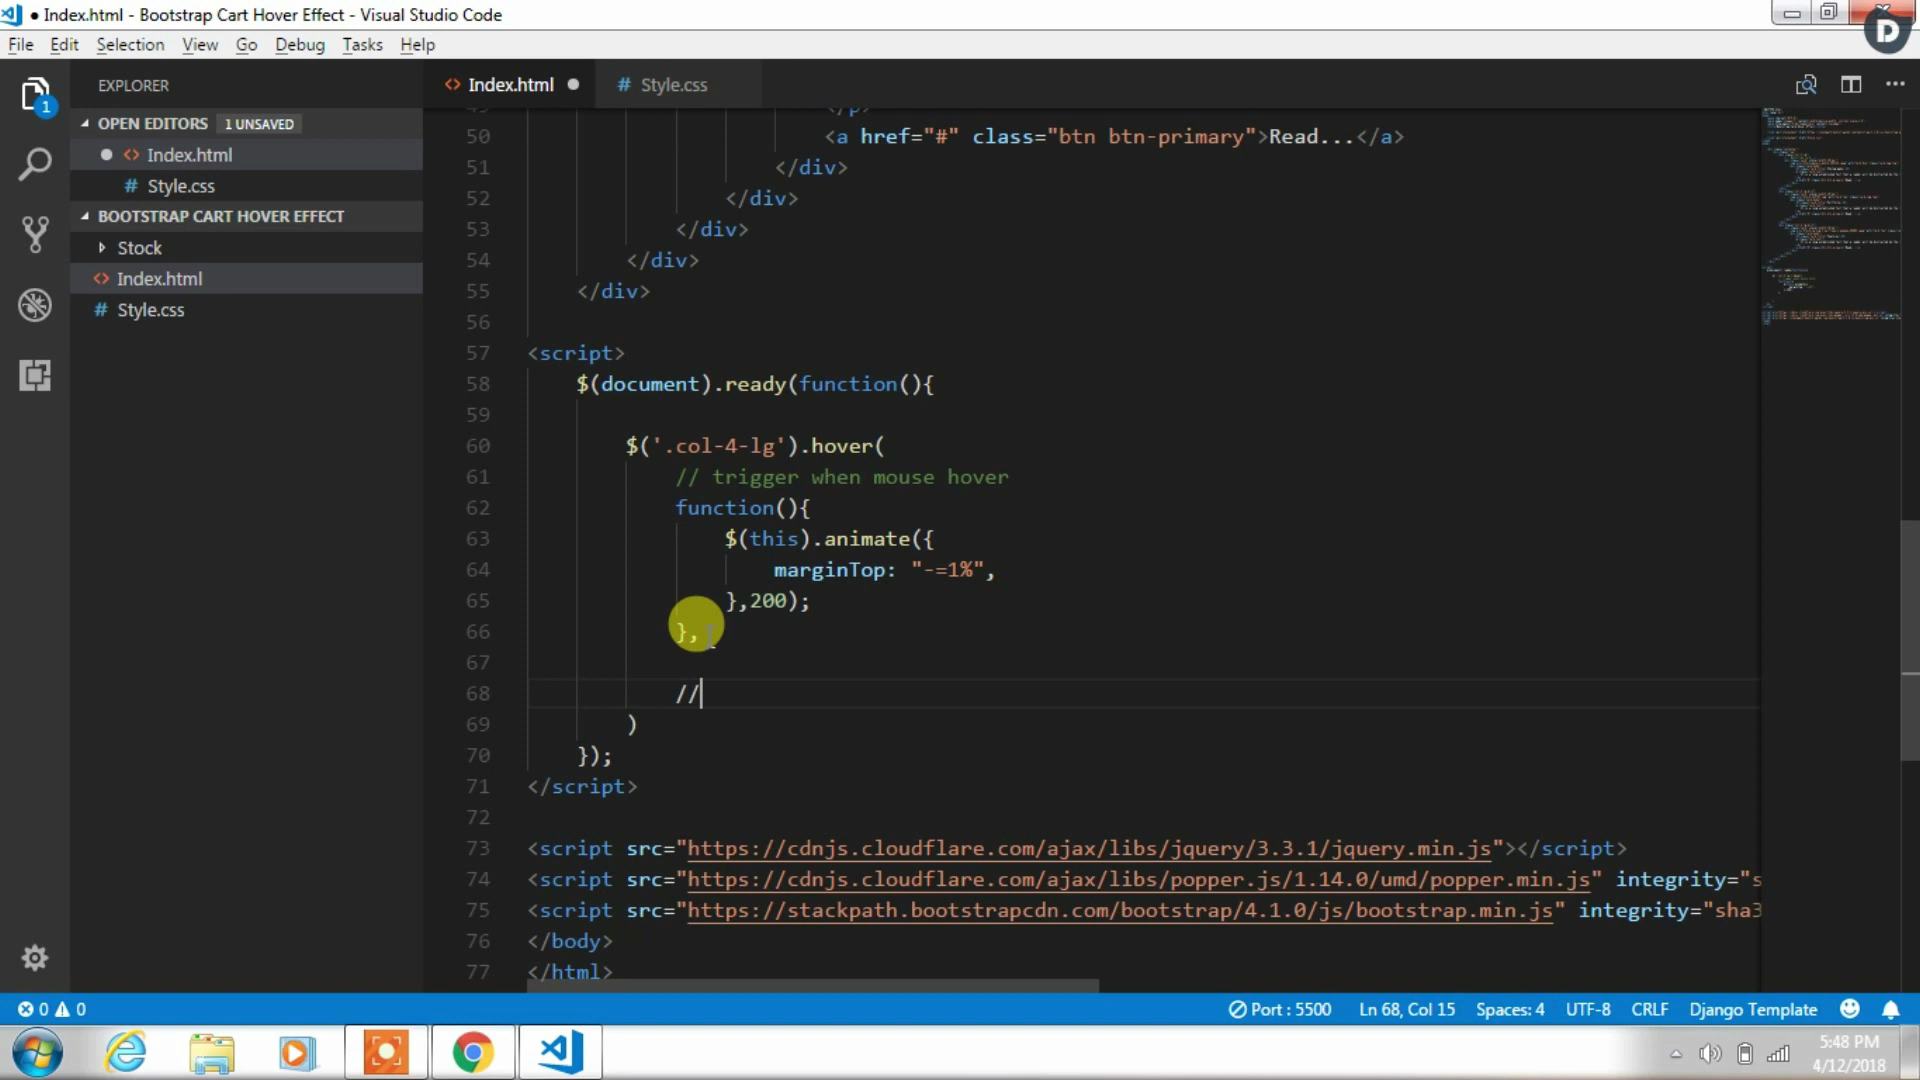 Index.html - Bootstrap Cart Hover Effect - Visual Studio Code
File Edit Selection View Go Debug Tasks Help
D
EXPLORER
1
OPEN EDITORS 1 UNSAVED
Index.html
Style.css
BOOTSTRAP CART HOVER EFFECT
Stock
Index.html
Style.css
Index.html
Style.css
50 <a href="#" class="btn btn-primary">Read...</a>
51 </div>
52 </div>
53 </div>
54 </div>
55 </div>
56
57 <script>
58 $(document).ready(function(){
59
60 $('.col-4-lg').hover(
61 // trigger when mouse hover
62 function(){
63 $(this).animate({
64 marginTop: "-=1%",
65 },200);
66 },
67
68 //
69 )
70 });
71 </script>
72
73 <script src="https://cdnjs.cloudflare.com/ajax/libs/jquery/3.3.1/jquery.min.js"></script>
74 <script src="https://cdnjs.cloudflare.com/ajax/libs/popper.js/1.14.0/umd/popper.min.js" integrity="s
75 <script src="https://stackpath.bootstrapcdn.com/bootstrap/4.1.0/js/bootstrap.min.js" integrity="sha3
76 </body>
77 </html>
0 0 Port : 5500 Ln 68, Col 15 Spaces: 4 UTF-8 CRLF Django Template
5:48 PM
4/12/2018